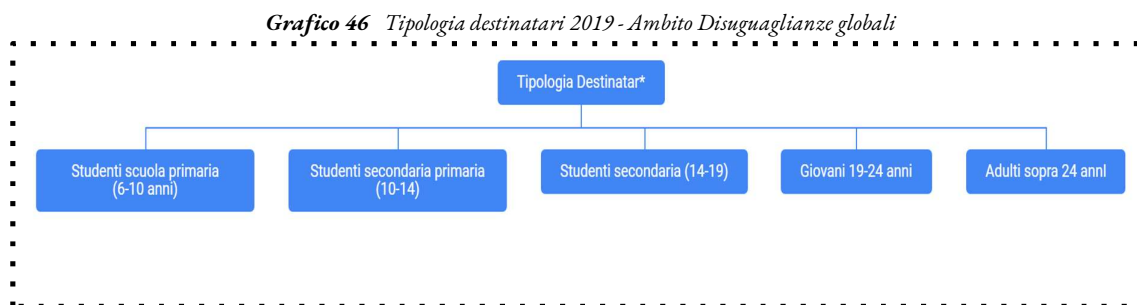 Grafico 46 Tipologia destinatari 2019 - Ambito Disuguaglianze globali
Tipologia Destinatar*
Studenti scuola primaria
(6-10 anni)
Studenti secondaria primaria
(10-14)
Studenti secondaria (14-19)
Giovani 19-24 anni
Adulti sopra 24 annI